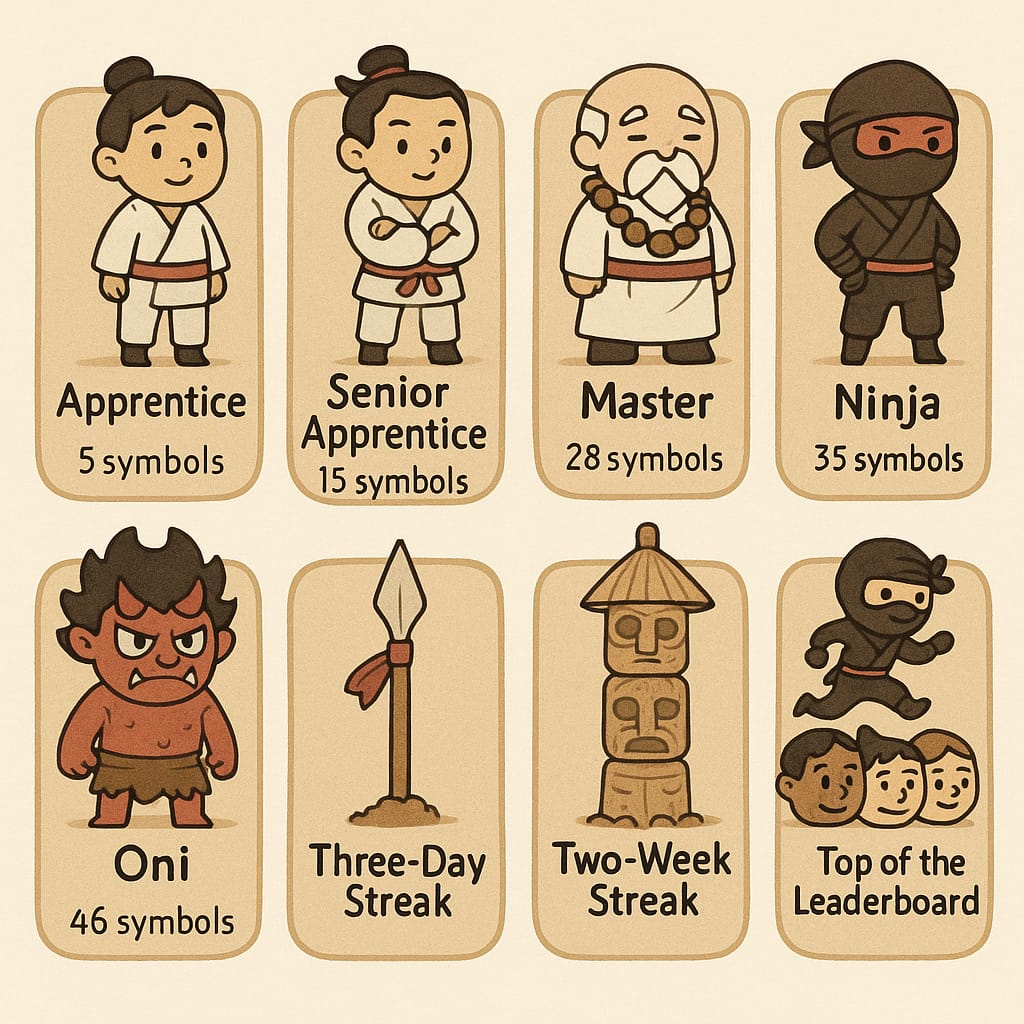 Apprentice
5 symbols
Senior
Apprentice
15 symbols
Master
28 symbols
Ninja
35 symbols
Oni
46 symbols
Three-Day
Streak
Two-Week
Streak
Top of the
Leaderboard